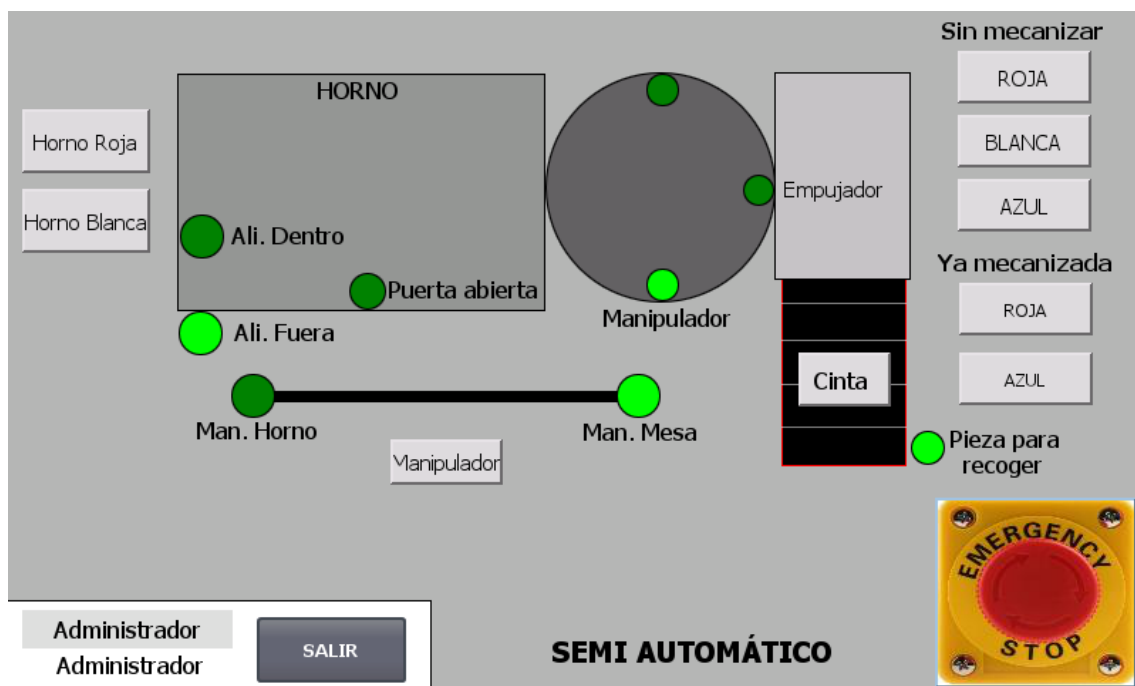 Sin mecanizar
ROJA
BLANCA
AZUL
HORNO
Horno Roja
Horno Blanca
Ali. Dentro
Puerta abierta
Ali. Fuera
Empujador
Manipulador
Ya mecanizada
ROJA
AZUL
Cinta
Man. Horno
Man. Mesa
Manipulador
Pieza para
recoger
EMERGENCY
STOP
Administrador
Administrador
SALIR
SEMI AUTOMÁTICO